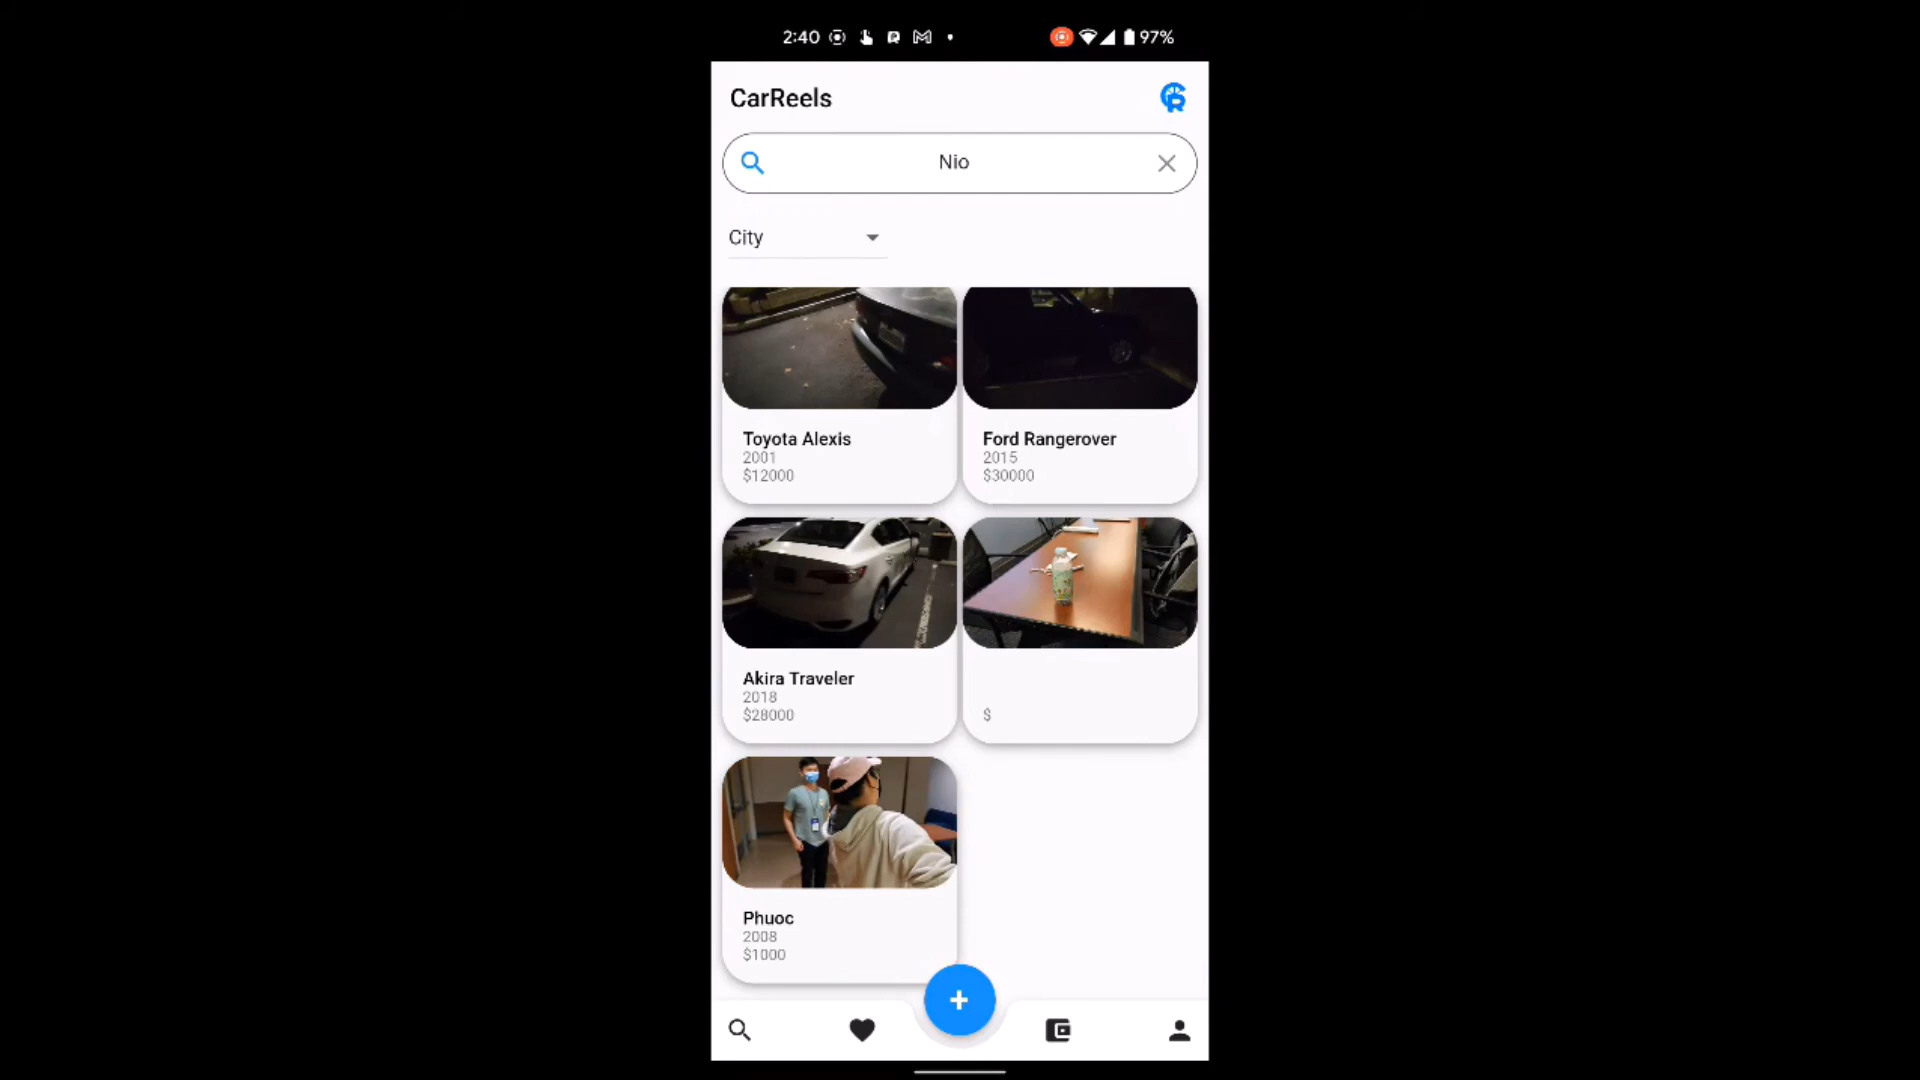 2:40
97%
CarReels
Nio
City
Toyota Alexis
2001
$12000
Ford Rangerover
2015
$30000
Akira Traveler
2018
$28000
$
Phuoc
2008
$1000